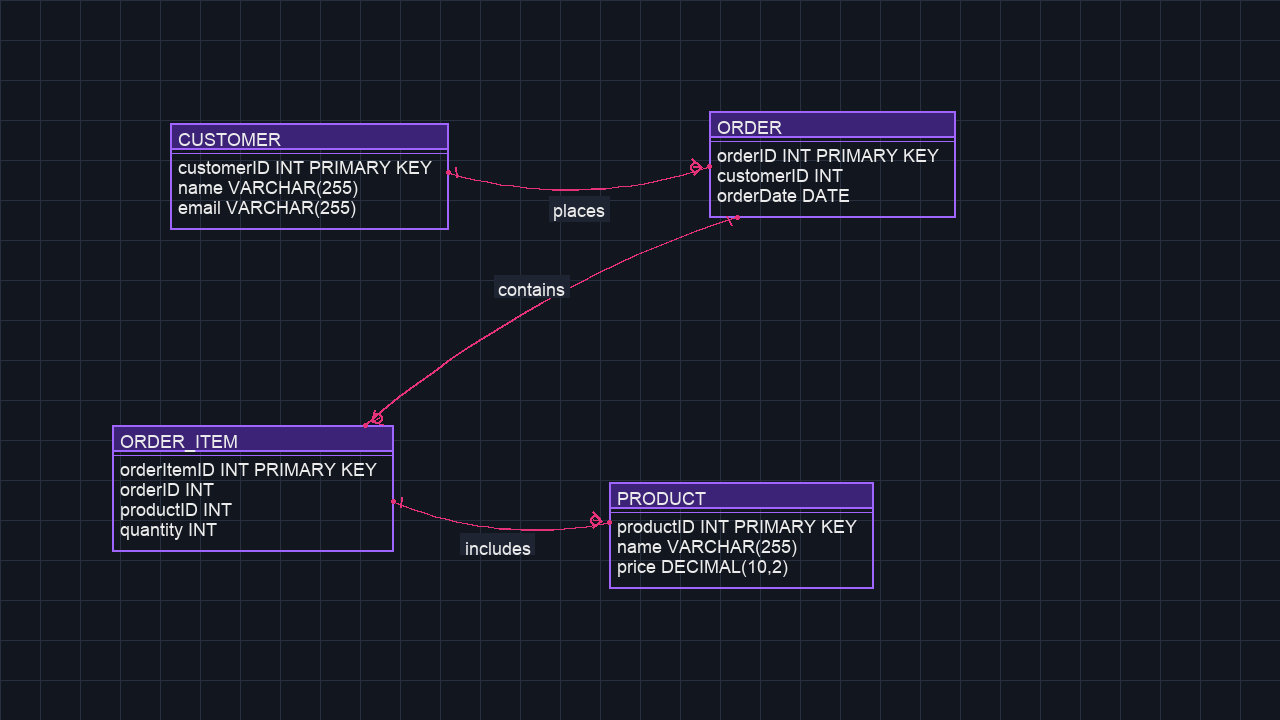 CUSTOMER
customerID INT PRIMARY KEY
name VARCHAR(255)
email VARCHAR(255)
ORDER
orderID INT PRIMARY KEY
customerID INT
orderDate DATE
places
contains
ORDER_ITEM
orderItemID INT PRIMARY KEY
orderID INT
productID INT
quantity INT
PRODUCT
productID INT PRIMARY KEY
name VARCHAR(255)
price DECIMAL(10,2)
includes